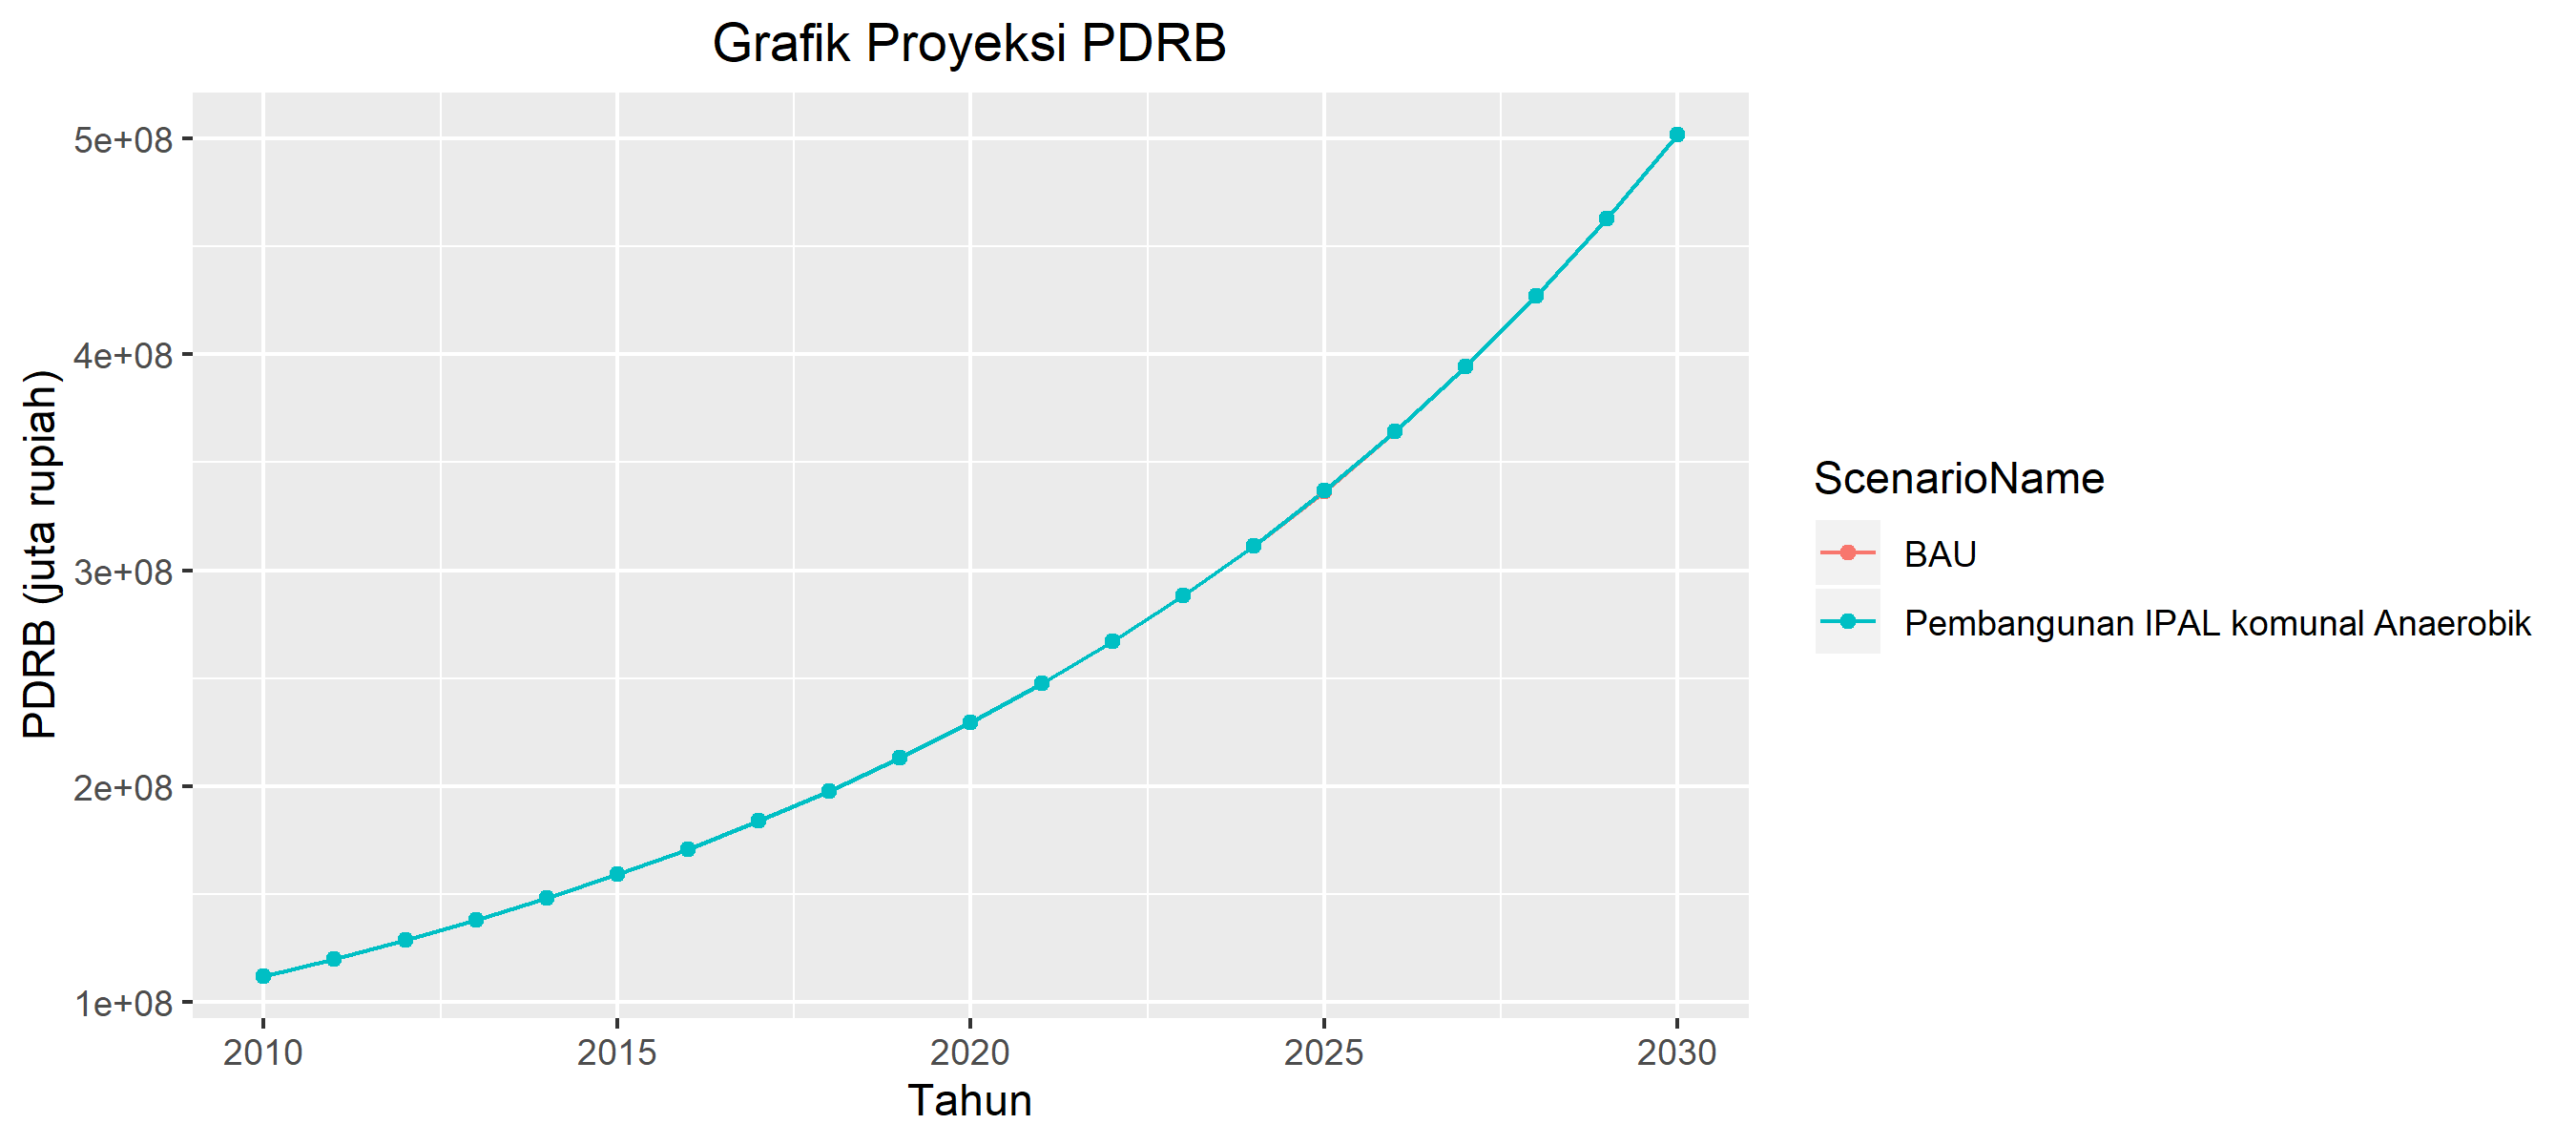 Grafik Proyeksi PDRB
5e+08
4e+08
3e+08
2e+08
1e+08
PDRB (juta rupiah)
2010
2015
2020
2025
2030
Tahun
ScenarioName
BAU
Pembangunan IPAL komunal Anaerobik